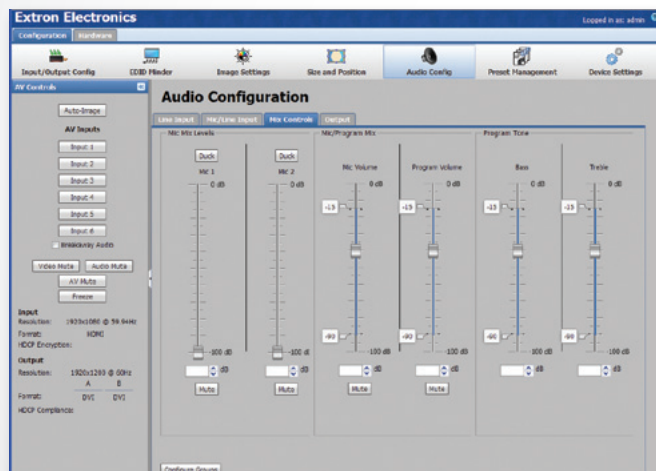 Extron Electronics
Logged in as: admin
Configuration Hardware
Input/Output Config EDID Minder Image Settings Size and Position Audio Config Preset Management Device Settings
AV Controls
Auto-Image
AV Inputs
Input 1
Input 2
Input 3
Input 4
Input 5
Input 6
Breakaway Audio
Video Mute Audio Mute
AV Mute
Freeze
Input
Resolution: 1920x1080 @ 59.94Hz
Format: HDMI
HDCP Encryption:
Output
Resolution: 1920x1200 @ 60Hz
A B
Format: DVI DVI
HDCP Compliance:
Audio Configuration
Line Input Mic/Line Input Mix Controls Output
Mic Mix Levels Mic/Program Mix Program Tone
Duck Duck
Mic 1 Mic 2 Mic Volume Program Volume Bass Treble
0 dB 0 dB 0 dB 0 dB 0 dB 0 dB
-15 -15 -15 -15
-90 -90 -90 -90
-100 dB -100 dB -100 dB -100 dB -100 dB -100 dB
dB dB dB dB dB dB
Mute Mute Mute Mute
Configure Groups